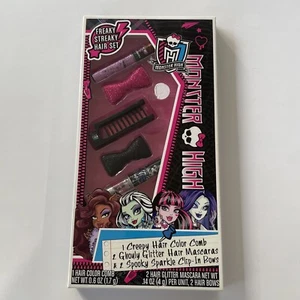 FREAKY
STREAKY
HAIR SET
MONSTER HIGH
MONSTER HIGH
1 Creepy Hair Color Comb
2 Ghouly Glitter Hair Mascaras
& 2 Spooky Sparkle Clip-In Bows
1 HAIR COLOR COMB
NET WT 0.6 OZ (17g)
2 HAIR GLITTER MASCARA NET WT
.14 OZ (4g) PER UNIT, 2 HAIR BOWS